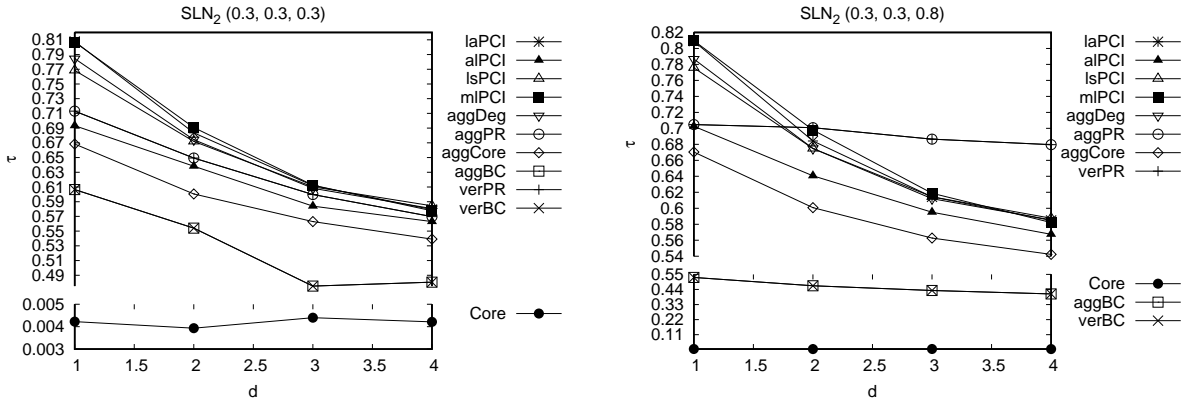 SLN2 (0.3, 0.3, 0.3)
τ
0.81
0.79
0.77
0.75
0.73
0.71
0.69
0.67
0.65
0.63
0.61
0.59
0.57
0.55
0.53
0.51
0.49
0.005
0.004
0.003
1 1.5 2 2.5 3 3.5 4
d
laPCI
alPCI
lsPCI
mlPCI
aggDeg
aggPR
aggCore
aggBC
verPR
verBC
Core
SLN2 (0.3, 0.3, 0.8)
τ
0.82
0.8
0.78
0.76
0.74
0.72
0.7
0.68
0.66
0.64
0.62
0.6
0.58
0.56
0.54
0.55
0.44
0.33
0.22
0.11
1 1.5 2 2.5 3 3.5 4
d
laPCI
alPCI
lsPCI
mlPCI
aggDeg
aggPR
aggCore
verPR
Core
aggBC
verBC